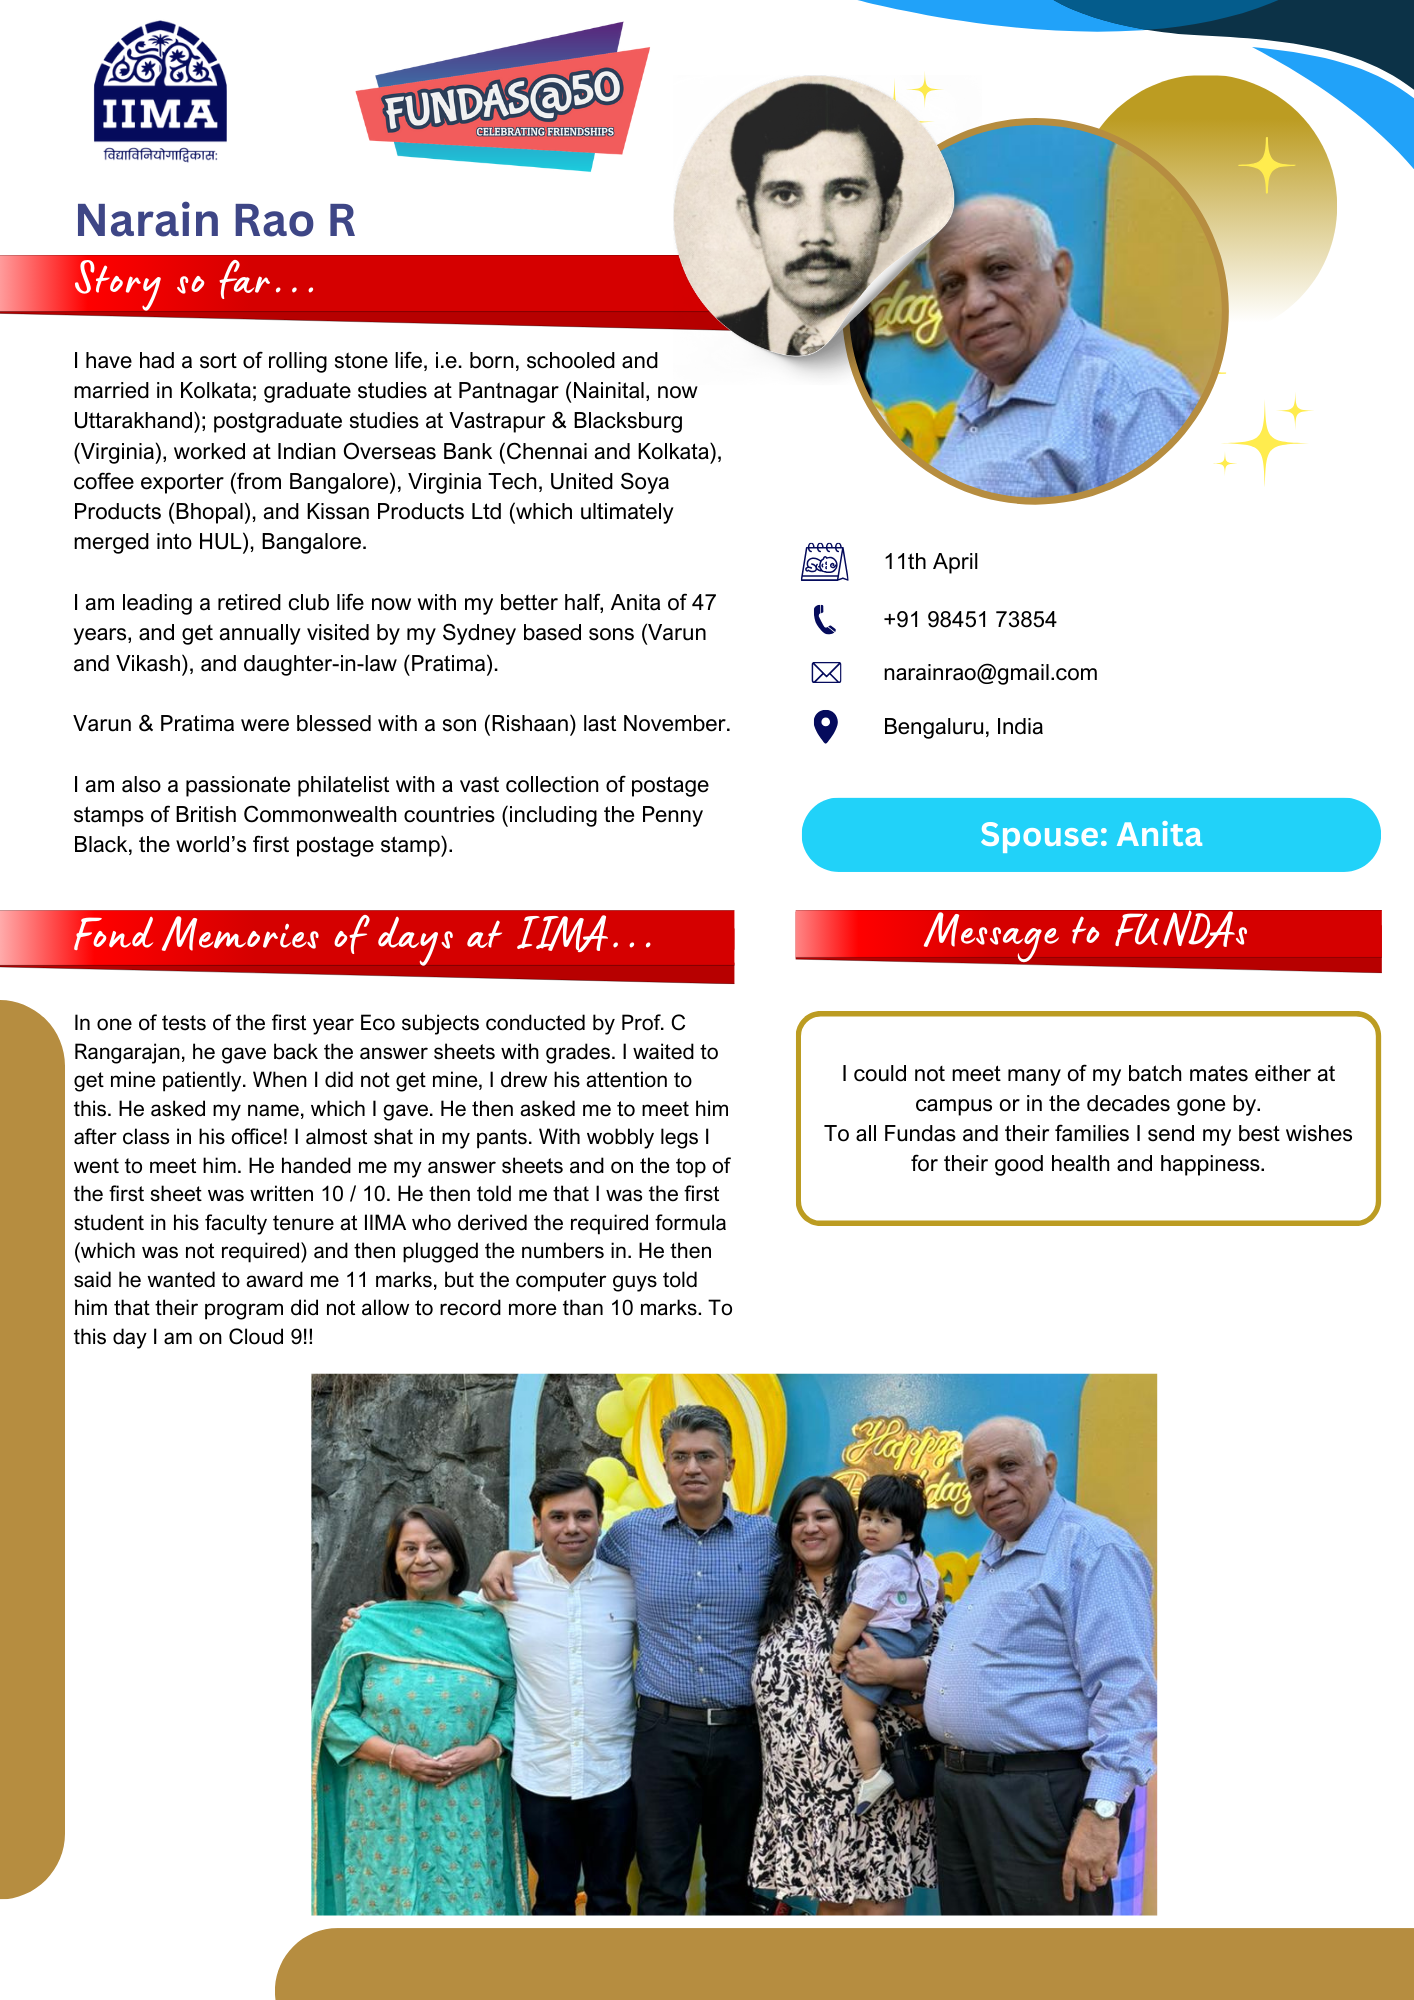 IIMA
विद्याविनियोगाद्विकासः
FUNDAS@50
CELEBRATING FRIENDSHIPS
Narain Rao R
Story so far...
I have had a sort of rolling stone life, i.e. born, schooled and
married in Kolkata; graduate studies at Pantnagar (Nainital, now
Uttarakhand); postgraduate studies at Vastrapur & Blacksburg
(Virginia), worked at Indian Overseas Bank (Chennai and Kolkata),
coffee exporter (from Bangalore), Virginia Tech, United Soya
Products (Bhopal), and Kissan Products Ltd (which ultimately
merged into HUL), Bangalore.
I am leading a retired club life now with my better half, Anita of 47
years, and get annually visited by my Sydney based sons (Varun
and Vikash), and daughter-in-law (Pratima).
Varun & Pratima were blessed with a son (Rishaan) last November.
I am also a passionate philatelist with a vast collection of postage
stamps of British Commonwealth countries (including the Penny
Black, the world’s first postage stamp).
11th April
+91 98451 73854
narainrao@gmail.com
Bengaluru, India
Spouse: Anita
Fond Memories of days at IIMA...
In one of tests of the first year Eco subjects conducted by Prof. C
Rangarajan, he gave back the answer sheets with grades. I waited to
get mine patiently. When I did not get mine, I drew his attention to
this. He asked my name, which I gave. He then asked me to meet him
after class in his office! I almost shat in my pants. With wobbly legs I
went to meet him. He handed me my answer sheets and on the top of
the first sheet was written 10 / 10. He then told me that I was the first
student in his faculty tenure at IIMA who derived the required formula
(which was not required) and then plugged the numbers in. He then
said he wanted to award me 11 marks, but the computer guys told
him that their program did not allow to record more than 10 marks. To
this day I am on Cloud 9!!
Message to FUNDAs
I could not meet many of my batch mates either at
campus or in the decades gone by.
To all Fundas and their families I send my best wishes
for their good health and happiness.
Happy